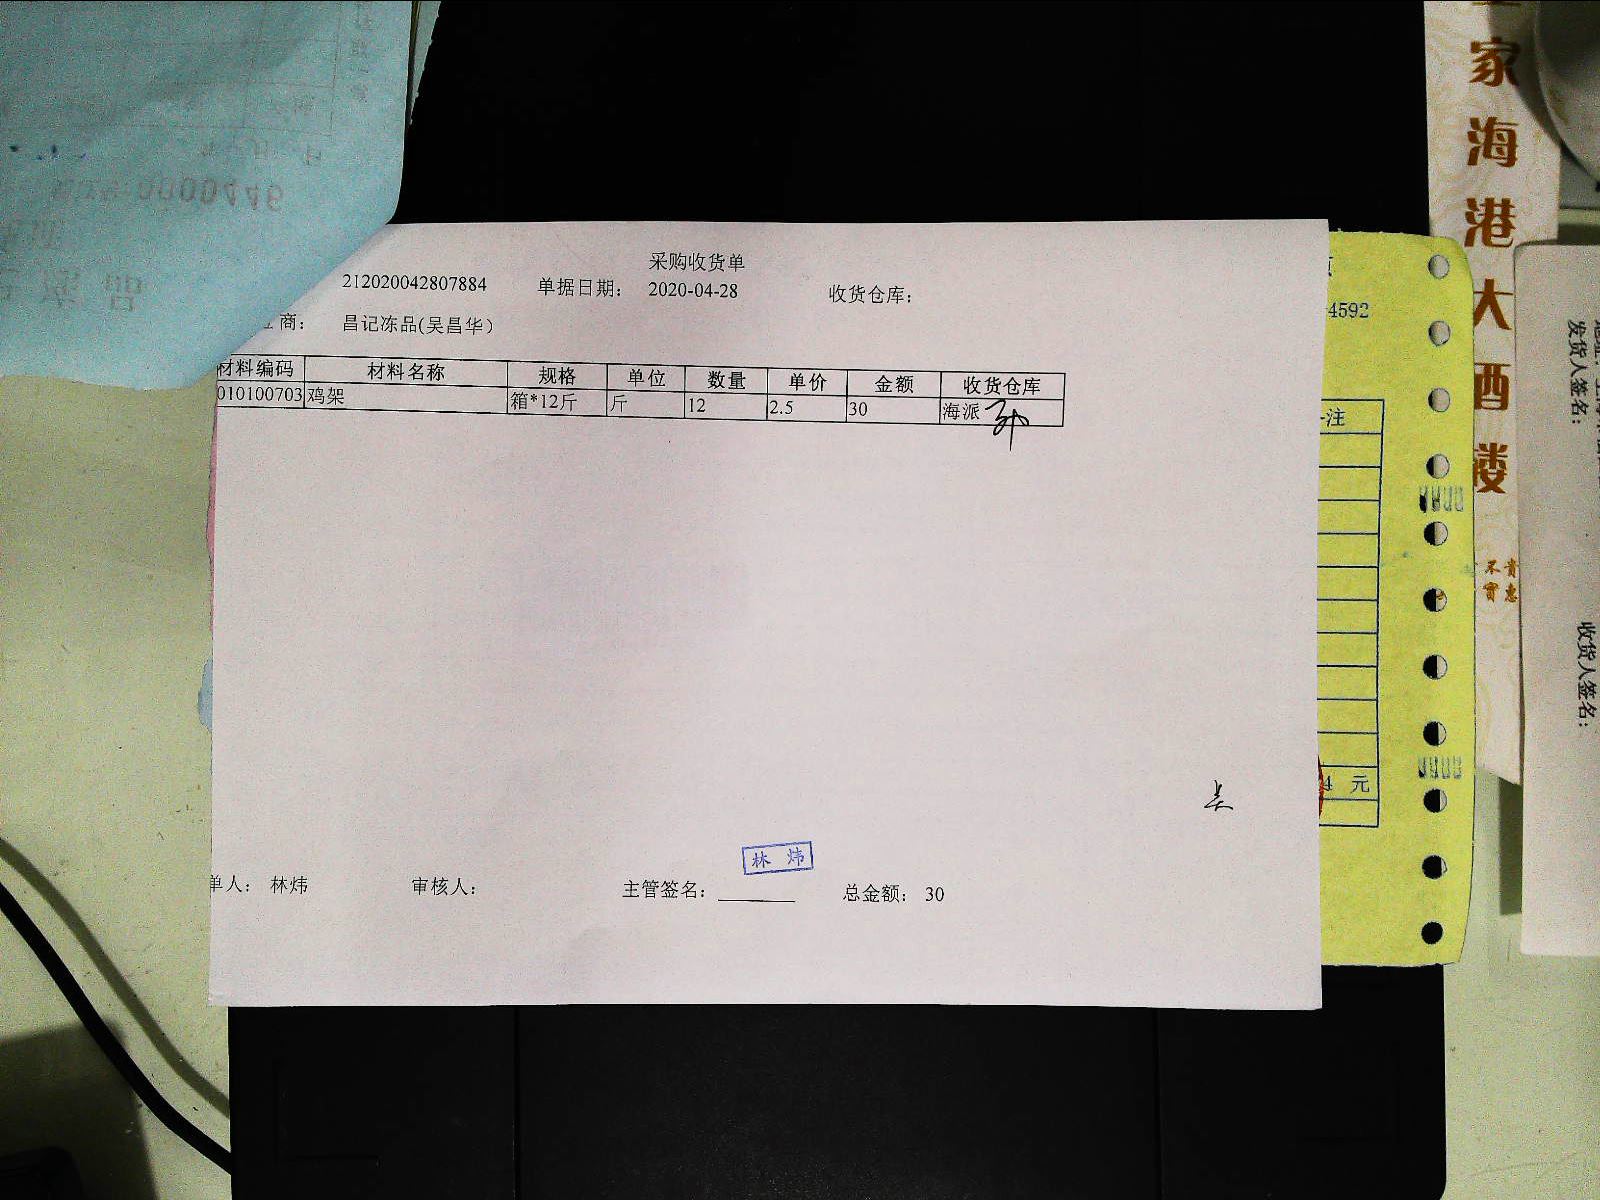 采购收货单
212020042807884 单据日期： 2020-04-28 收货仓库：
商： 昌记冻品(吴昌华）
材料编码 材料名称 规格 单位 数量 单价 金额 收货仓库
010100703 鸡架 箱*12斤 斤 12 2.5 30 海派
林 炜
单人： 林炜 审核人： 主管签名： 总金额： 30
4592
注
4 元
家海港大酒楼
发货人签名：
收货人签名：
0000446